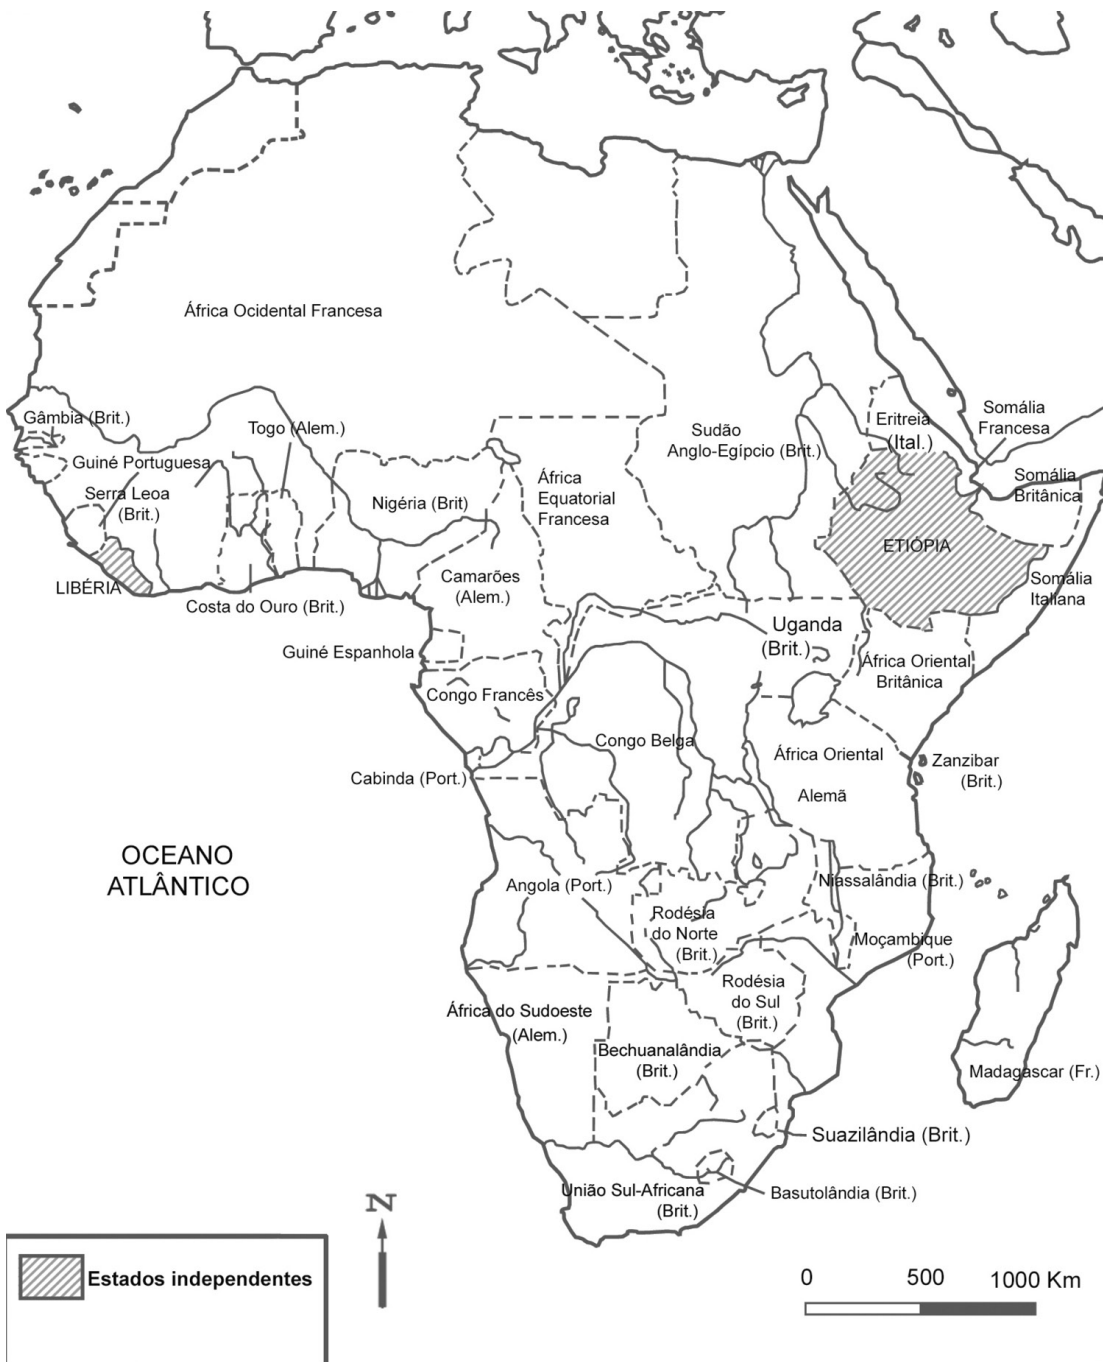 África Ocidental Francesa
Gâmbia (Brit.)
Togo (Alem.)
Guiné Portuguesa
Serra Leoa
(Brit.)
LIBÉRIA
Costa do Ouro (Brit.)
Nigéria (Brit)
África
Equatorial
Francesa
Sudão
Anglo-Egípcio (Brit.)
Eritreia
(Ital.)
Somália
Francesa
Somália
Britânica
ETIÓPIA
Somália
Italiana
Camarões
(Alem.)
Guiné Espanhola
Uganda
(Brit.)
África Oriental
Britânica
Congo Francês
Congo Belga
Cabinda (Port.)
África Oriental
Alemã
Zanzibar
(Brit.)
OCEANO
ATLÂNTICO
Angola (Port.)
Niassalândia (Brit.)
Rodésia
do Norte
(Brit.)
Moçambique
(Port.)
Rodésia
do Sul
(Brit.)
África do Sudoeste
(Alem.)
Bechuanalândia
(Brit.)
Madagascar (Fr.)
Suazilândia (Brit.)
União Sul-Africana
(Brit.)
Basutolândia (Brit.)
N
Estados independentes
0 500 1000 Km